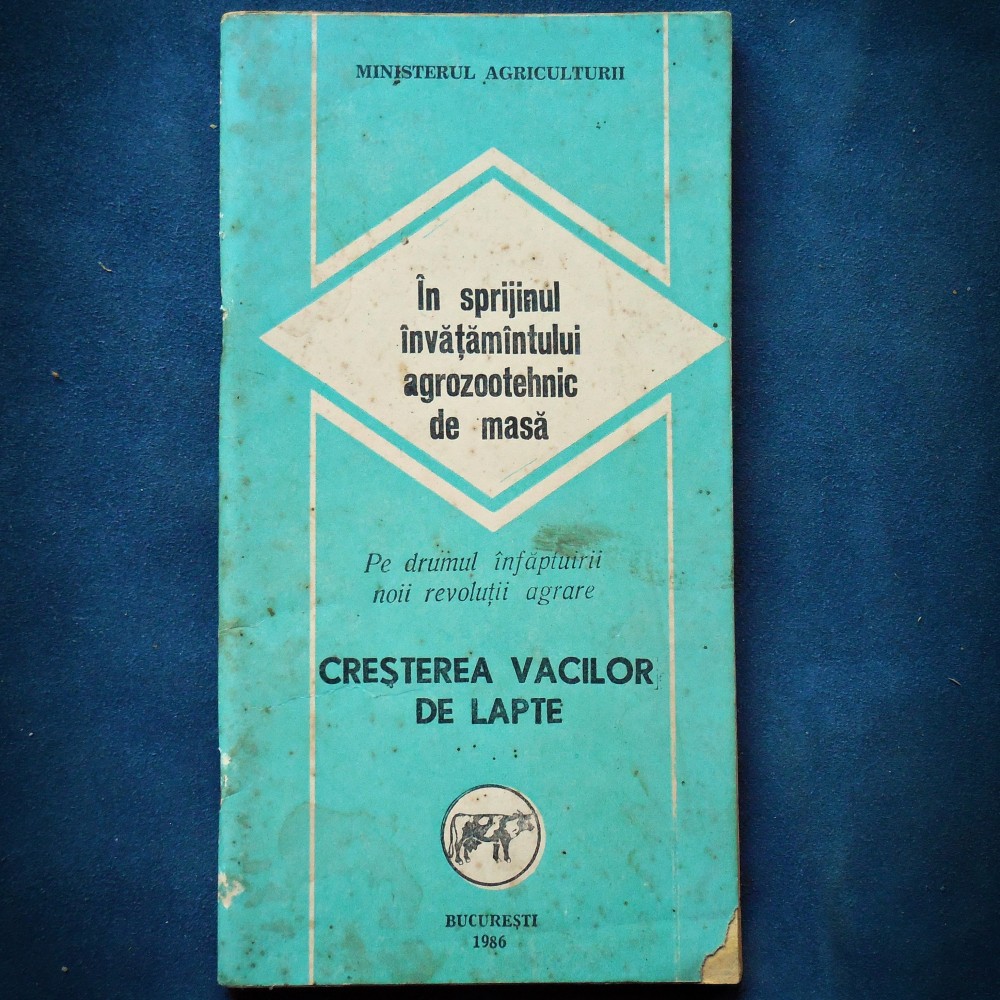 MINISTERUL AGRICULTURII
În sprijinul
învățămîntului
agrozootehnic
de masă
Pe drumul înfăptuirii
noii revoluții agrare
CREȘTEREA VACILOR
DE LAPTE
BUCUREȘTI
1986